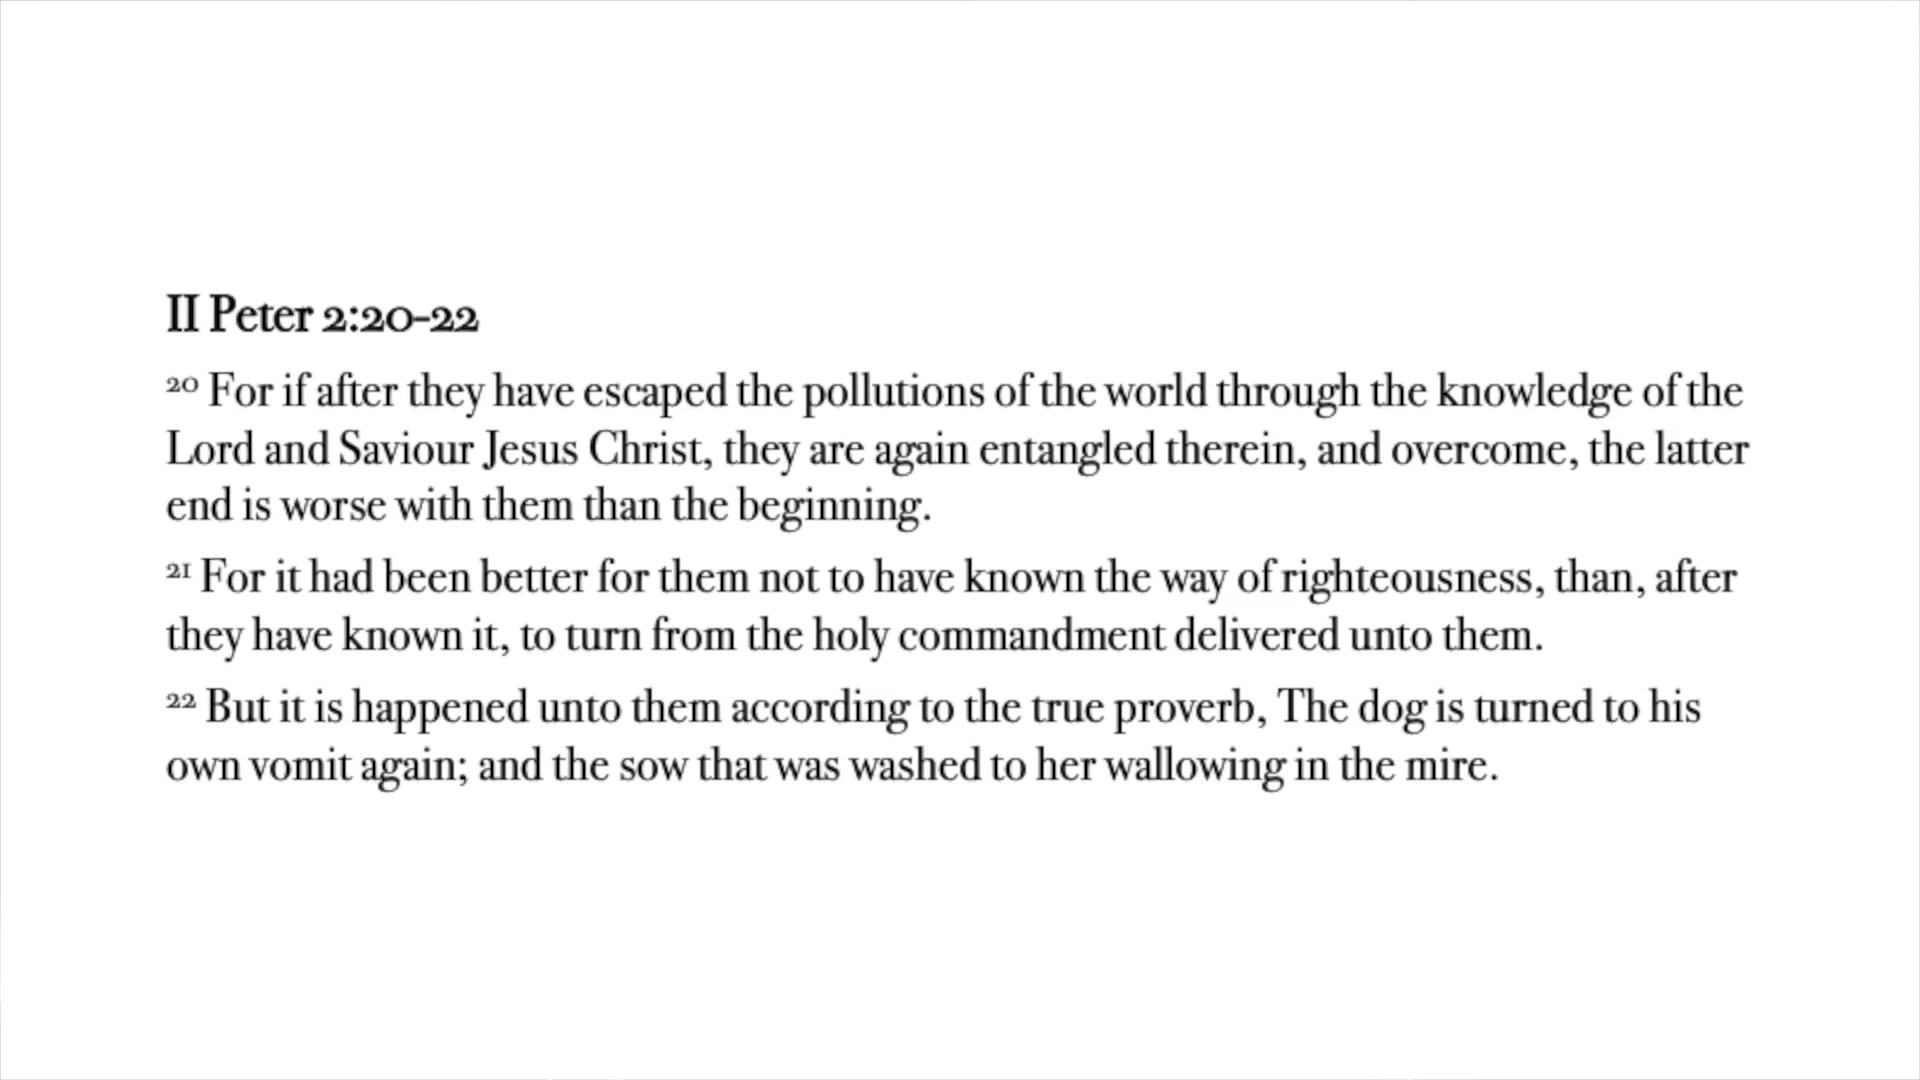 II Peter 2:20-22
20 For if after they have escaped the pollutions of the world through the knowledge of the
Lord and Saviour Jesus Christ, they are again entangled therein, and overcome, the latter
end is worse with them than the beginning.
21 For it had been better for them not to have known the way of righteousness, than, after
they have known it, to turn from the holy commandment delivered unto them.
22 But it is happened unto them according to the true proverb, The dog is turned to his
own vomit again; and the sow that was washed to her wallowing in the mire.